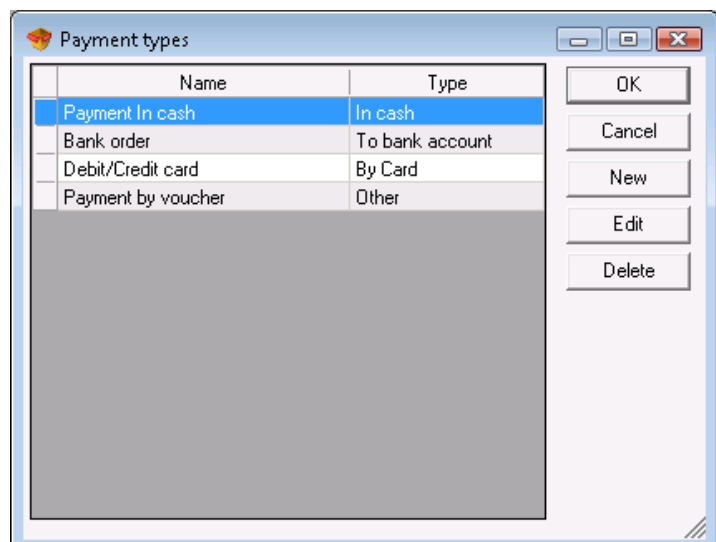 Payment types
Name Type
Payment In cash In cash
Bank order To bank account
Debit/Credit card By Card
Payment by voucher Other
OK
Cancel
New
Edit
Delete